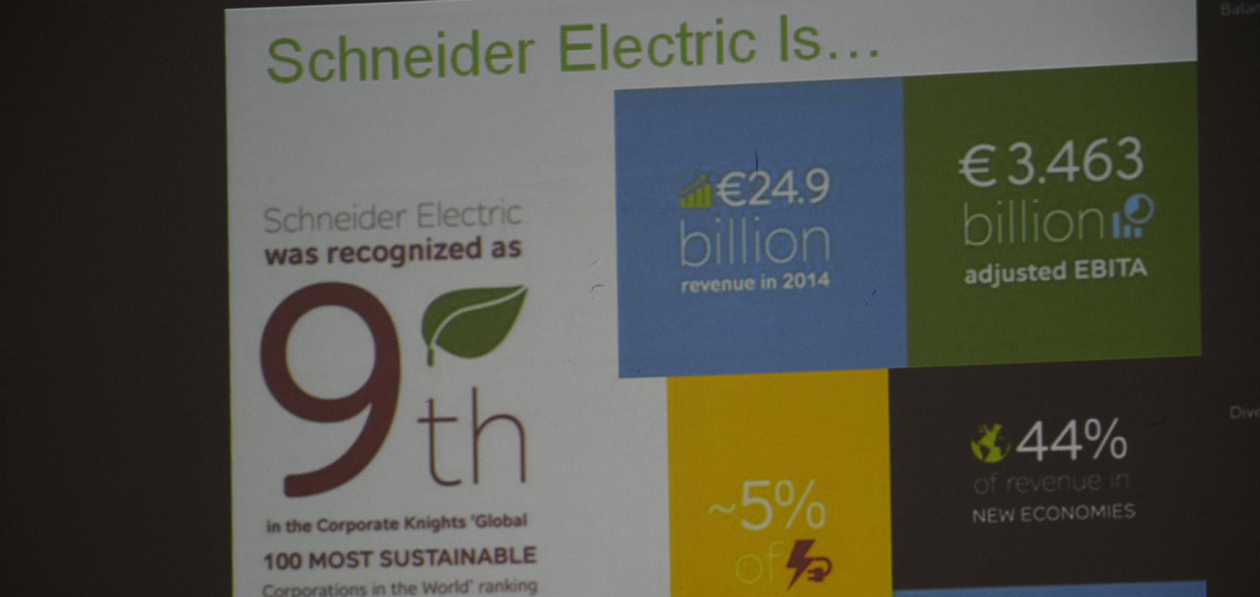 Schneider Electric Is...
Schneider Electric
was recognized as
9th
in the Corporate Knights 'Global
100 MOST SUSTAINABLE
Corporations in the World' ranking
€24.9
billion
revenue in 2014
€3.463
billion
adjusted EBITA
~5%
of
44%
of revenue in
NEW ECONOMIES